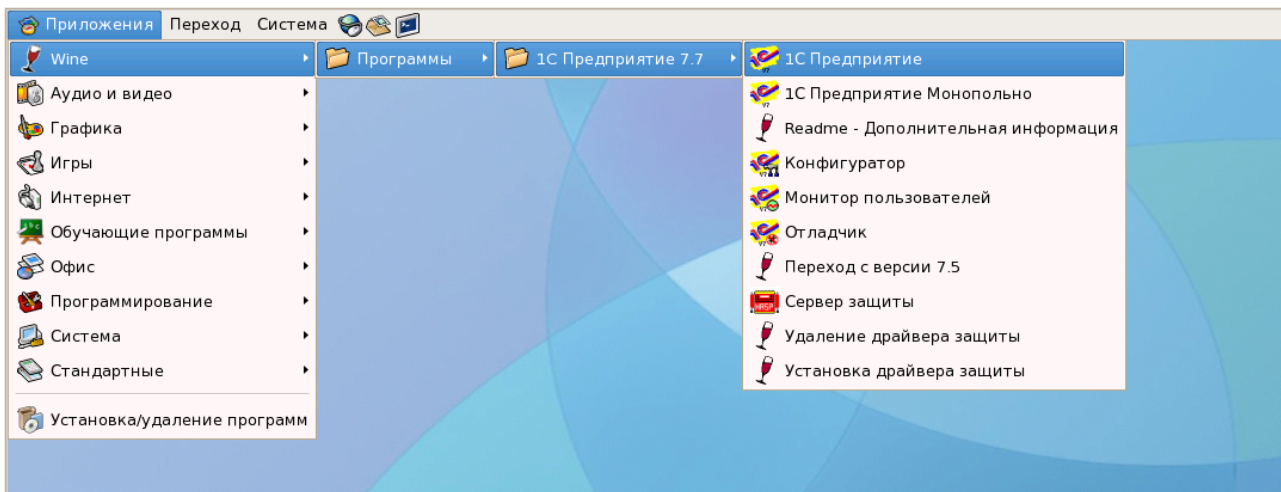 Приложения Переход Система
Wine Программы 1С Предприятие 7.7 1С Предприятие
Аудио и видео 1С Предприятие Монопольно
Графика Readme - Дополнительная информация
Игры Конфигуратор
Интернет Монитор пользователей
Обучающие программы Отладчик
Офис Переход с версии 7.5
Программирование Сервер защиты
Система Удаление драйвера защиты
Стандартные Установка драйвера защиты
Установка/удаление программ